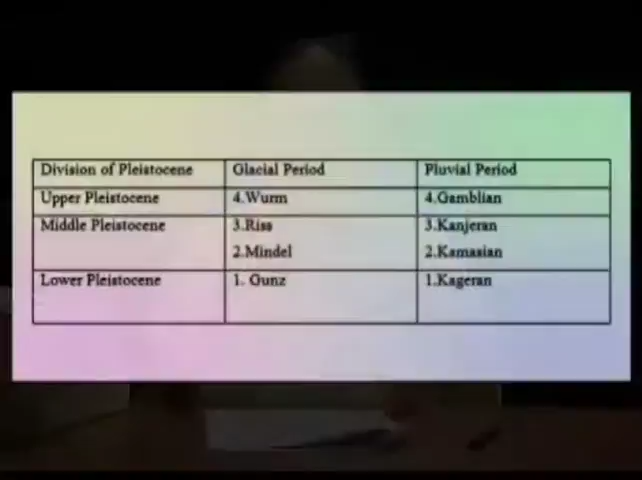 Division of Pleistocene Glacial Period Pluvial Period
Upper Pleistocene 4.Wurm 4.Gamblian
Middle Pleistocene 3.Riss 3.Kanjeran
2.Mindel 2.Kamasian
Lower Pleistocene 1. Gunz 1.Kageran